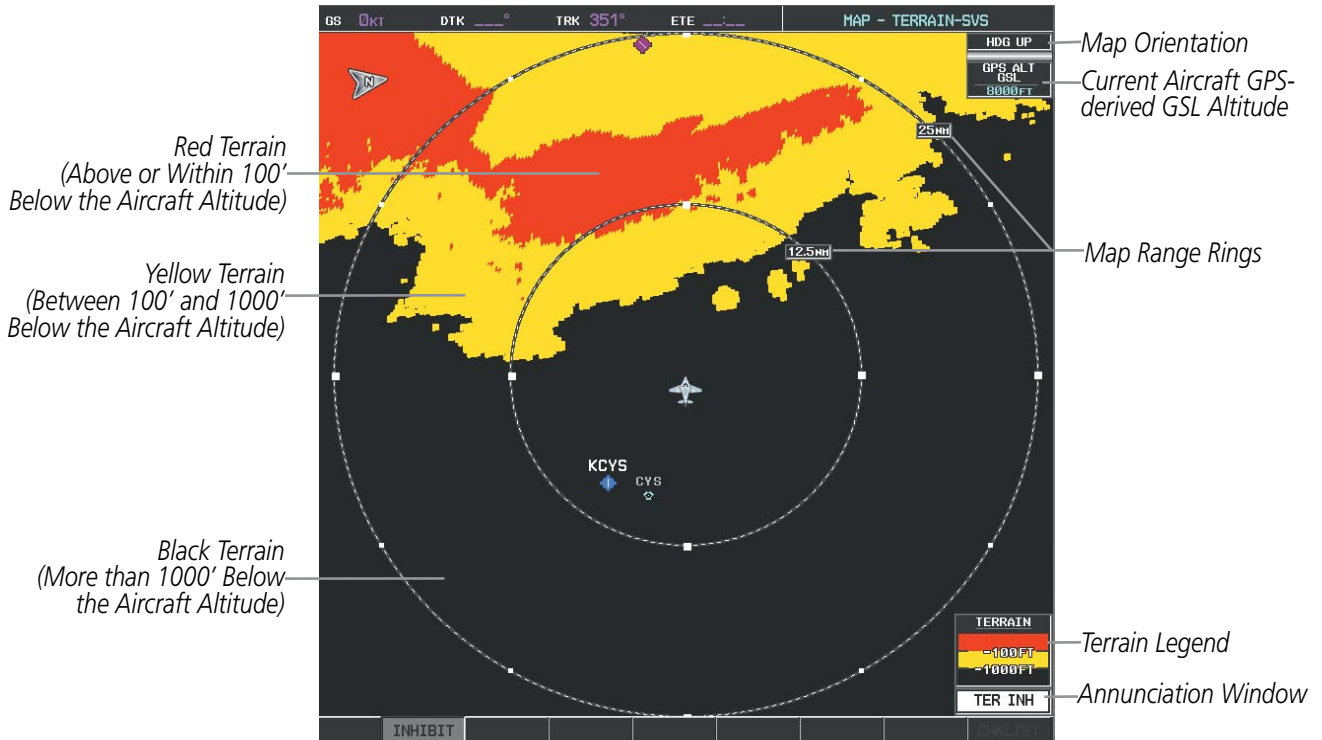 GS 0KT DTK ___° TRK 351° ETE __:__ MAP - TERRAIN-SVS
HDG UP
Map Orientation
GPS ALT
GSL
8000FT
Current Aircraft GPS-
derived GSL Altitude
N
25NM
Red Terrain
(Above or Within 100’
Below the Aircraft Altitude)
12.5NM
Map Range Rings
Yellow Terrain
(Between 100’ and 1000’
Below the Aircraft Altitude)
KCYS
CYS
Black Terrain
(More than 1000’ Below
the Aircraft Altitude)
TERRAIN
-100FT
-1000FT
Terrain Legend
TER INH
Annunciation Window
INHIBIT
CHKLIST